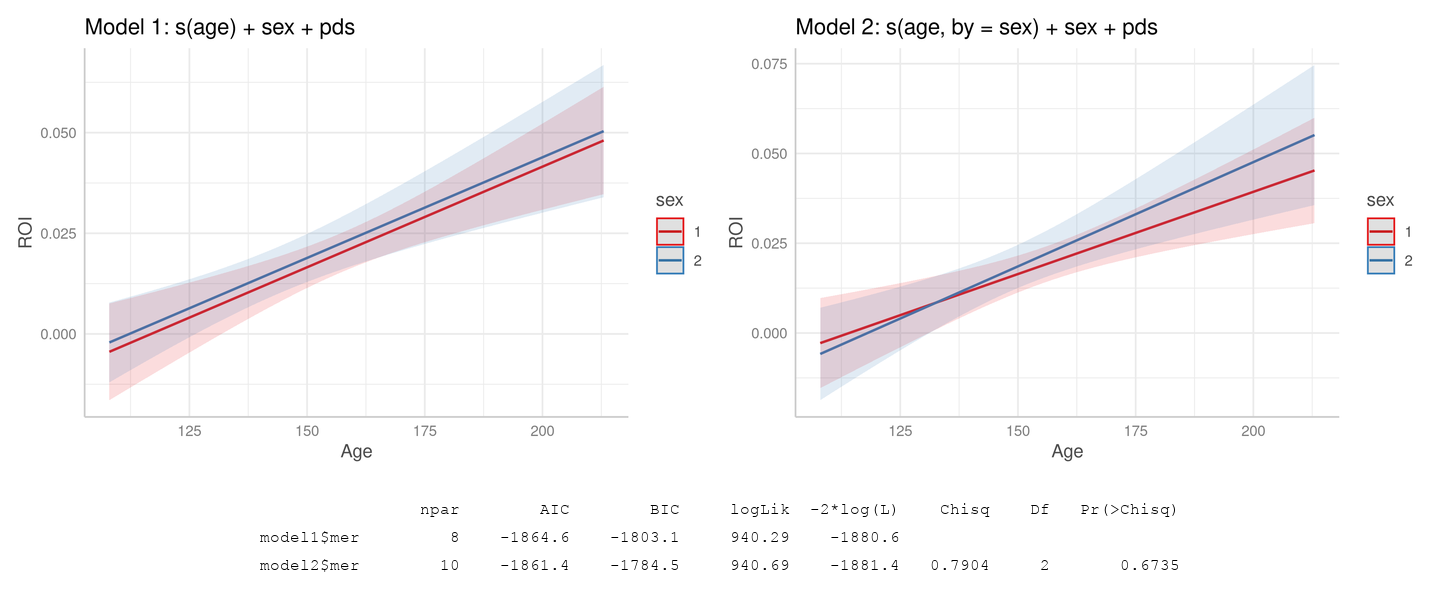 Model 1: s(age) + sex + pds
0.050
0.025
0.000
ROI
125 150 175 200
Age
sex
1
2
Model 2: s(age, by = sex) + sex + pds
0.075
0.050
0.025
0.000
ROI
125 150 175 200
Age
sex
1
2
npar AIC BIC logLik -2*log(L) Chisq Df Pr(>Chisq)
model1$mer 8 -1864.6 -1803.1 940.29 -1880.6
model2$mer 10 -1861.4 -1784.5 940.69 -1881.4 0.7904 2 0.6735